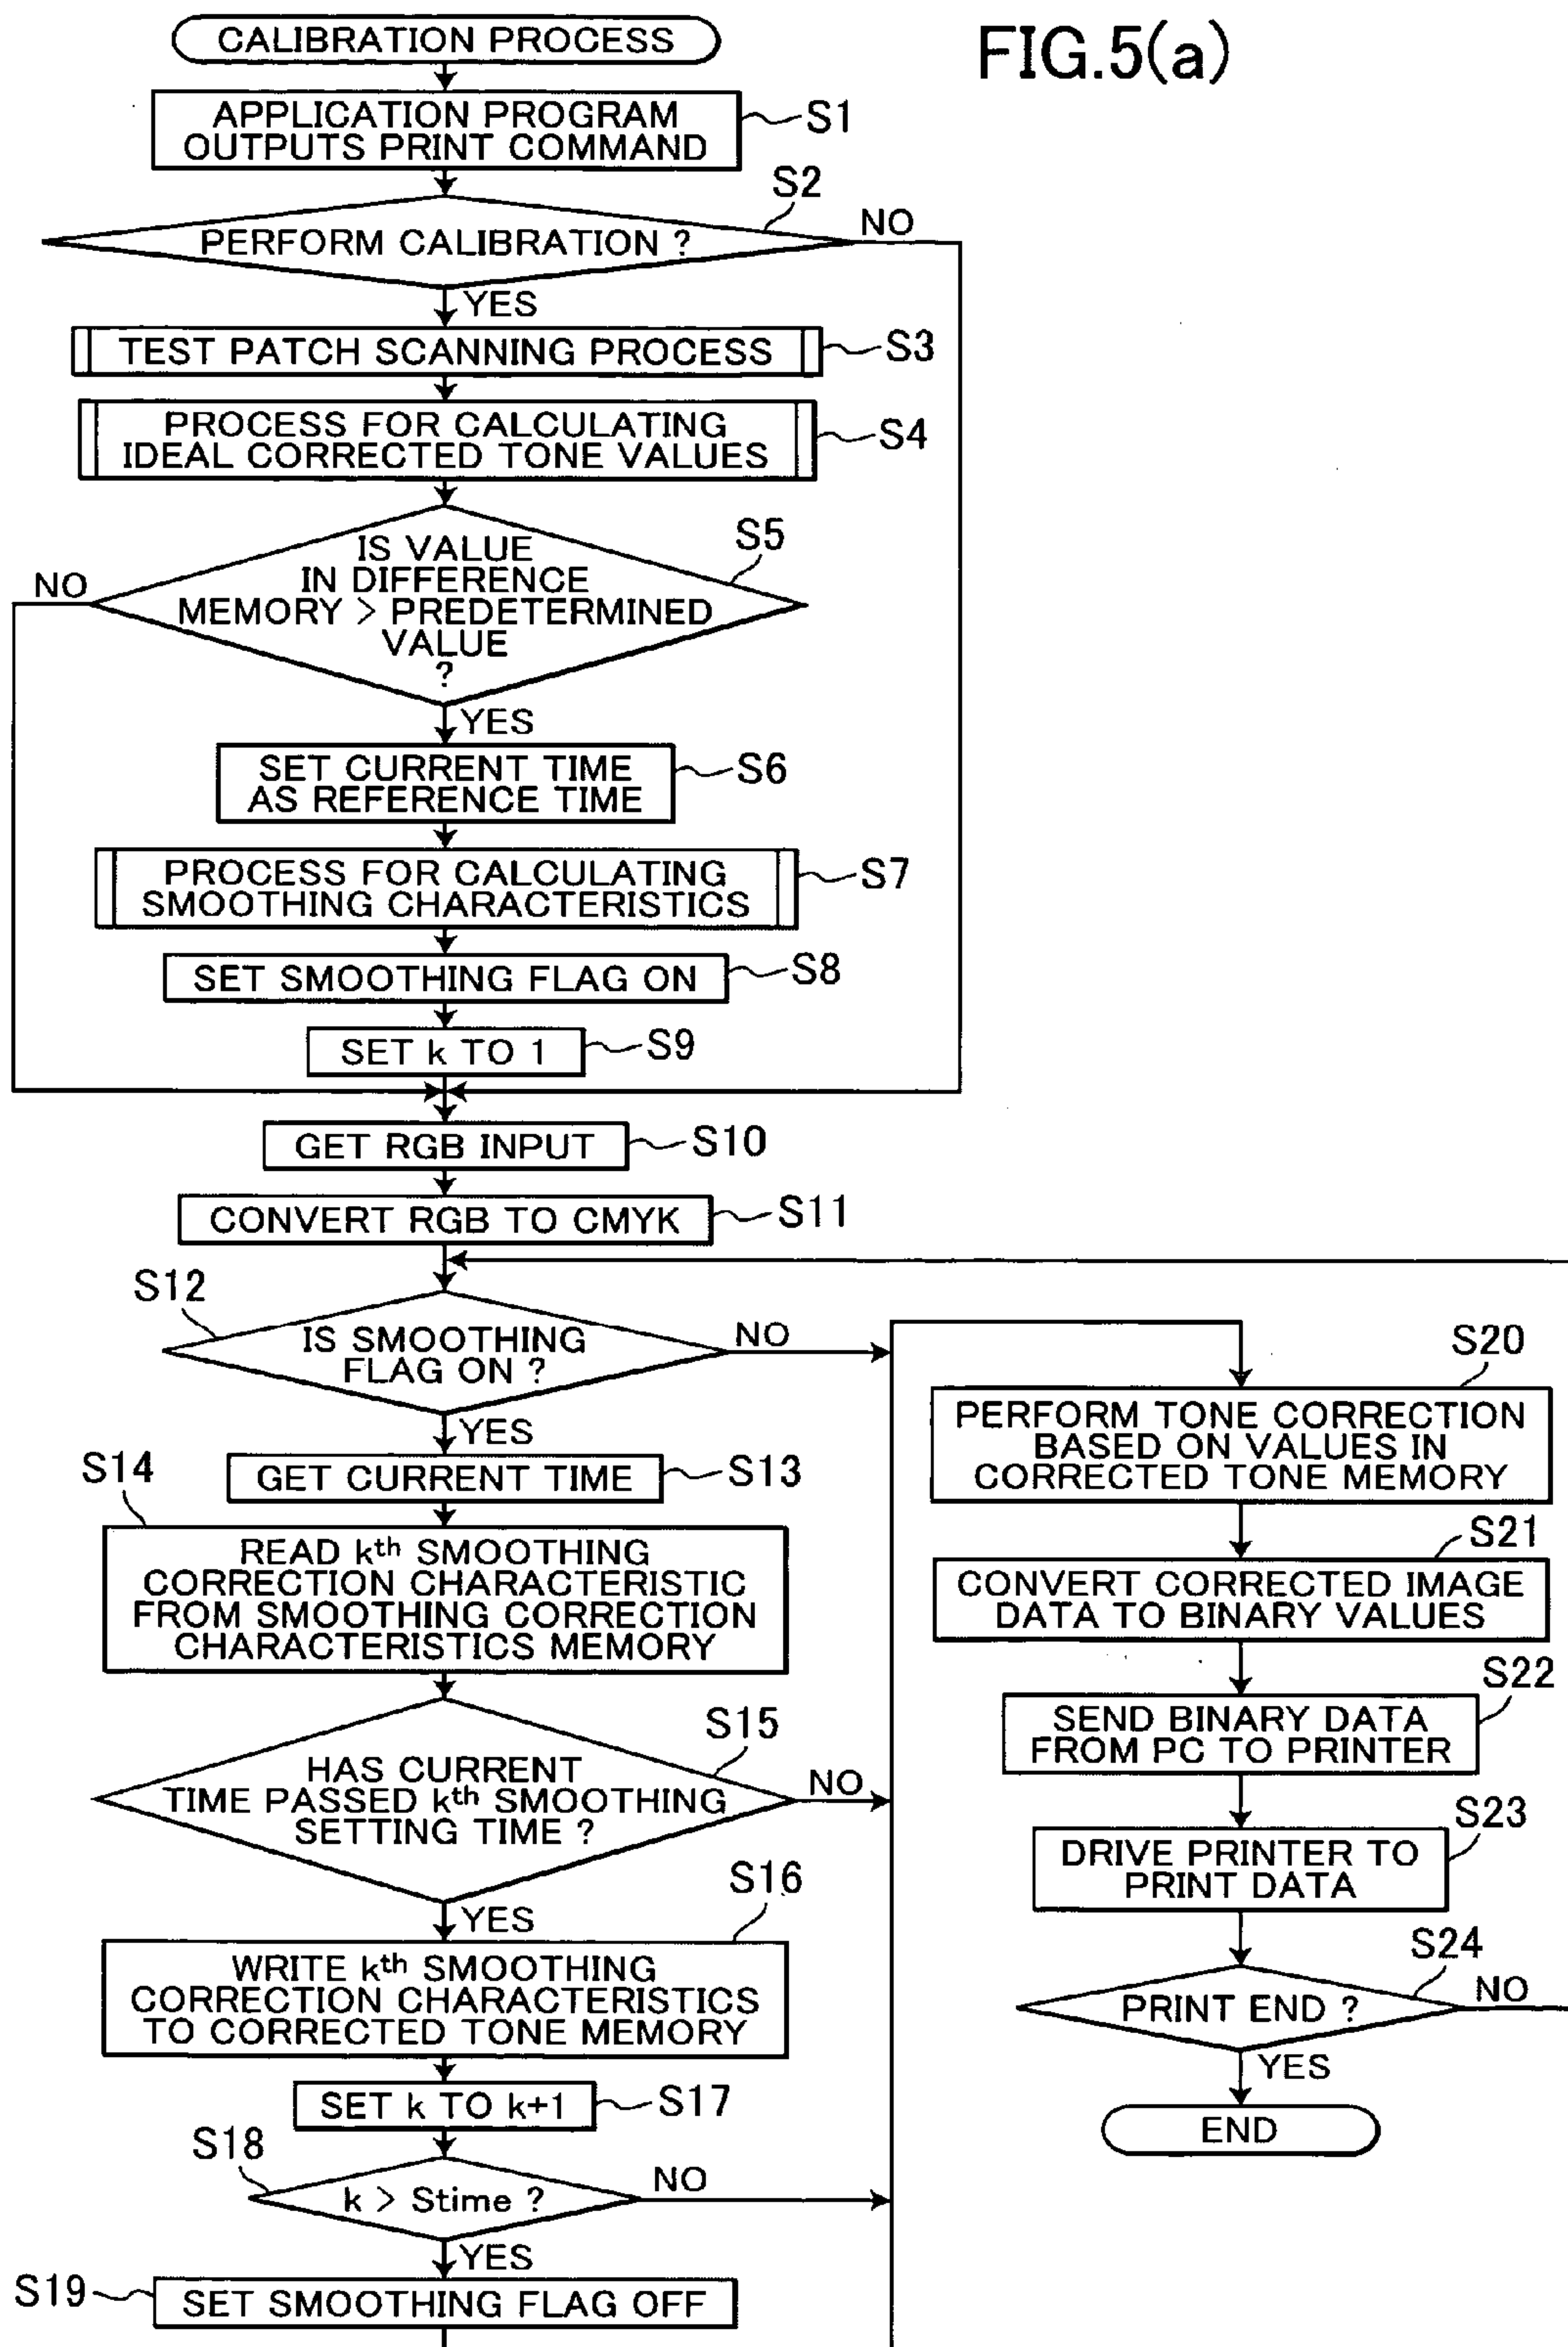 FIG.5(a)
CALIBRATION PROCESS
APPLICATION PROGRAM
OUTPUTS PRINT COMMAND
S1
S2
PERFORM CALIBRATION ?
NO
YES
TEST PATCH SCANNING PROCESS
S3
PROCESS FOR CALCULATING
IDEAL CORRECTED TONE VALUES
S4
S5
IS VALUE
IN DIFFERENCE
MEMORY > PREDETERMINED
VALUE
?
NO
YES
SET CURRENT TIME
AS REFERENCE TIME
S6
PROCESS FOR CALCULATING
SMOOTHING CHARACTERISTICS
S7
SET SMOOTHING FLAG ON
S8
SET k TO 1
S9
GET RGB INPUT
S10
CONVERT RGB TO CMYK
S11
S12
IS SMOOTHING
FLAG ON ?
NO
YES
GET CURRENT TIME
S13
S14
READ kth SMOOTHING
CORRECTION CHARACTERISTIC
FROM SMOOTHING CORRECTION
CHARACTERISTICS MEMORY
S15
HAS CURRENT
TIME PASSED kth SMOOTHING
SETTING TIME ?
NO
YES
S16
WRITE kth SMOOTHING
CORRECTION CHARACTERISTICS
TO CORRECTED TONE MEMORY
SET k TO k+1
S17
S18
k > Stime ?
NO
YES
S19
SET SMOOTHING FLAG OFF
S20
PERFORM TONE CORRECTION
BASED ON VALUES IN
CORRECTED TONE MEMORY
S21
CONVERT CORRECTED IMAGE
DATA TO BINARY VALUES
S22
SEND BINARY DATA
FROM PC TO PRINTER
S23
DRIVE PRINTER TO
PRINT DATA
S24
PRINT END ?
NO
YES
END